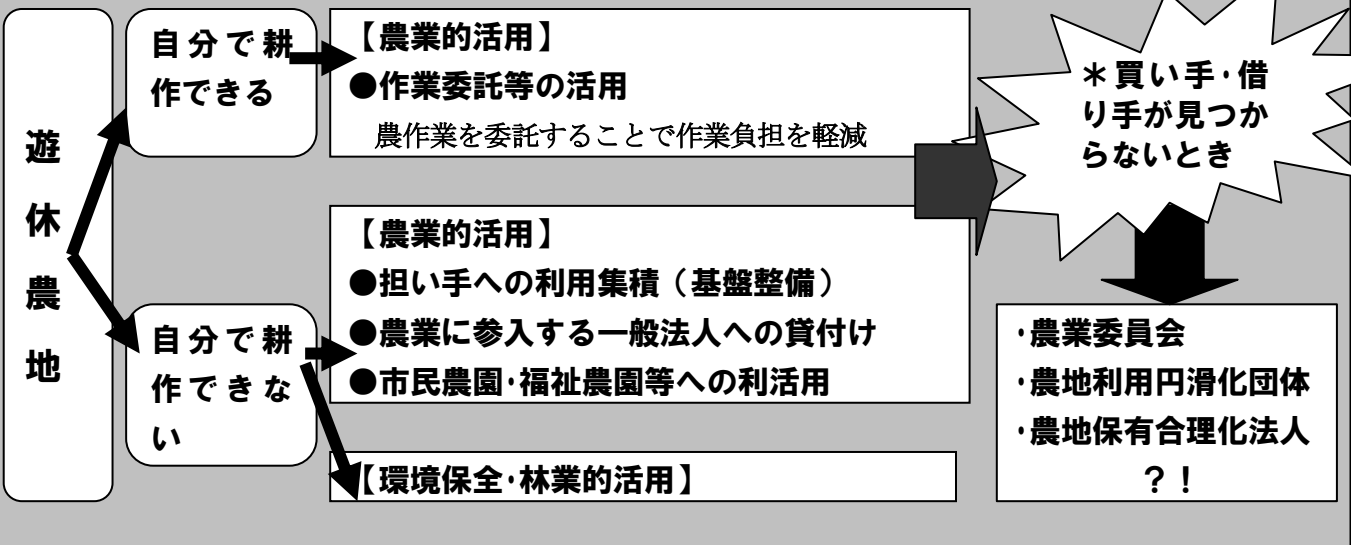 遊
休
農
地
自分で耕
作できる
【農業的活用】
●作業委託等の活用
農作業を委託することで作業負担を軽減
自分で耕
作できな
い
【農業的活用】
●担い手への利用集積（基盤整備）
●農業に参入する一般法人への貸付け
●市民農園・福祉農園等への利活用
【環境保全・林業的活用】
＊買い手・借
り手が見つか
らないとき
・農業委員会
・農地利用円滑化団体
・農地保有合理化法人
？！